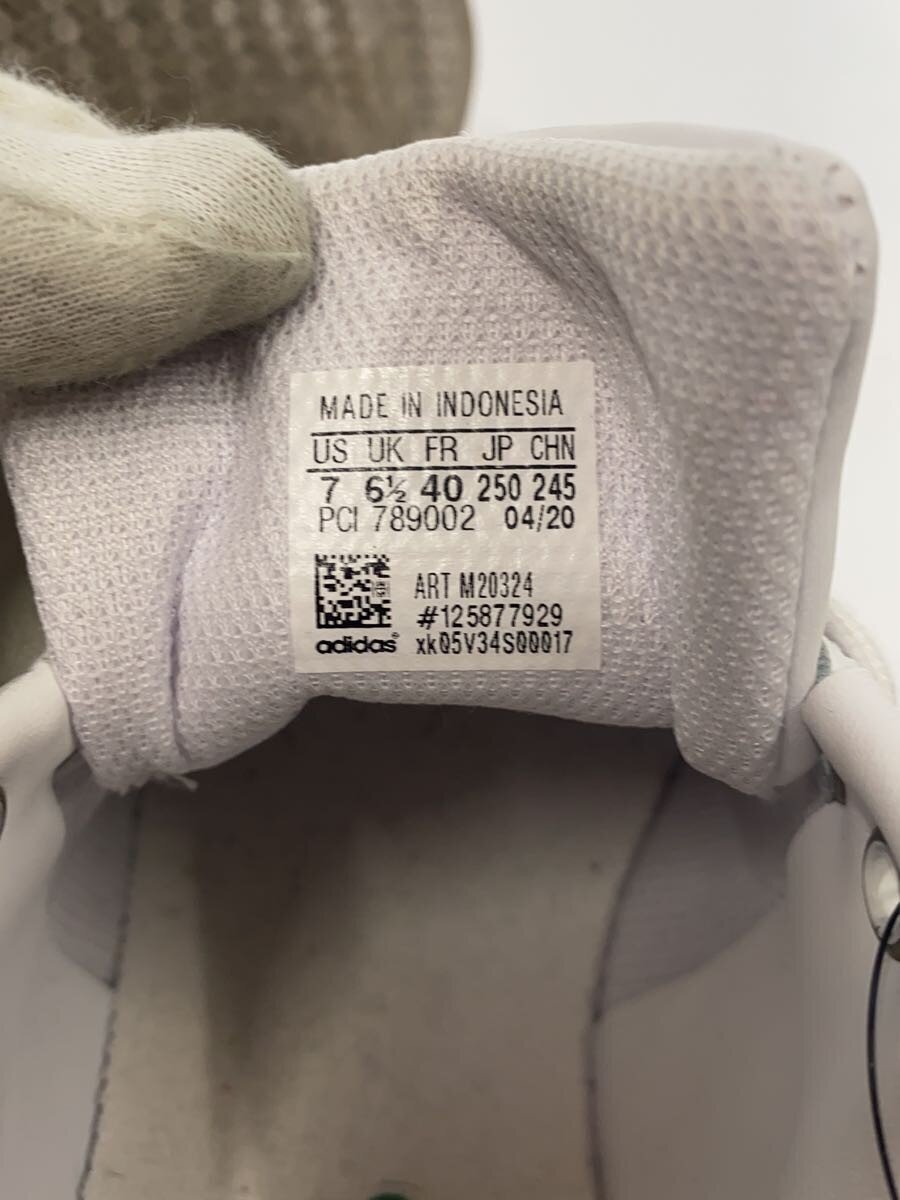 MADE IN INDONESIA
US UK FR JP CHN
7 6½ 40 250 245
PCI 789002 04/20
ART M20324
#125877929
adidas® xk05V34S00017